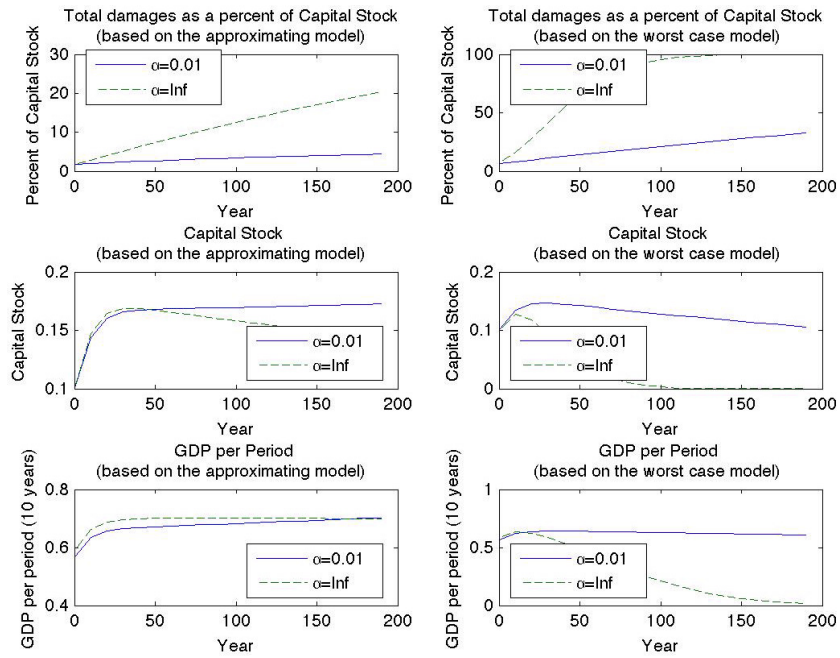 Total damages as a percent of Capital Stock
(based on the approximating model)
30
20
10
0
Percent of Capital Stock
α=0.01
α=Inf
0
50
100
150
200
Year
Total damages as a percent of Capital Stock
(based on the worst case model)
100
50
0
Percent of Capital Stock
α=0.01
α=Inf
0
50
100
150
200
Year
Capital Stock
(based on the approximating model)
0.2
0.15
0.1
Capital Stock
α=0.01
α=Inf
0
50
100
150
200
Year
Capital Stock
(based on the worst case model)
0.2
0.1
0
Capital Stock
α=0.01
α=Inf
0
50
100
150
200
Year
GDP per Period
(based on the approximating model)
0.8
0.6
0.4
GDP per period (10 years)
α=0.01
α=Inf
0
50
100
150
200
Year
GDP per Period
(based on the worst case model)
1
0.5
0
GDP per period (10 years)
α=0.01
α=Inf
0
50
100
150
200
Year